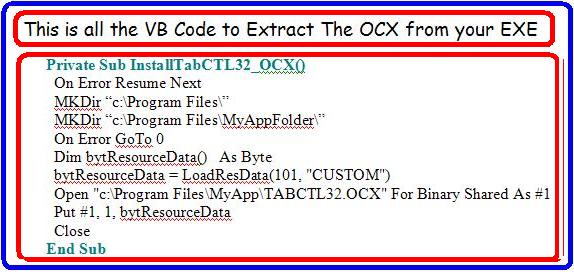 This is all the VB Code to Extract The OCX from your EXE
Private Sub InstallTabCTL32_OCX()
On Error Resume Next
MKDir “c:\Program Files\”
MKDir “c:\Program Files\MyAppFolder\”
On Error GoTo 0
Dim bytResourceData() As Byte
bytResourceData = LoadResData(101, "CUSTOM")
Open "c:\Program Files\MyApp\TABCTL32.OCX" For Binary Shared As #1
Put #1, 1, bytResourceData
Close
End Sub